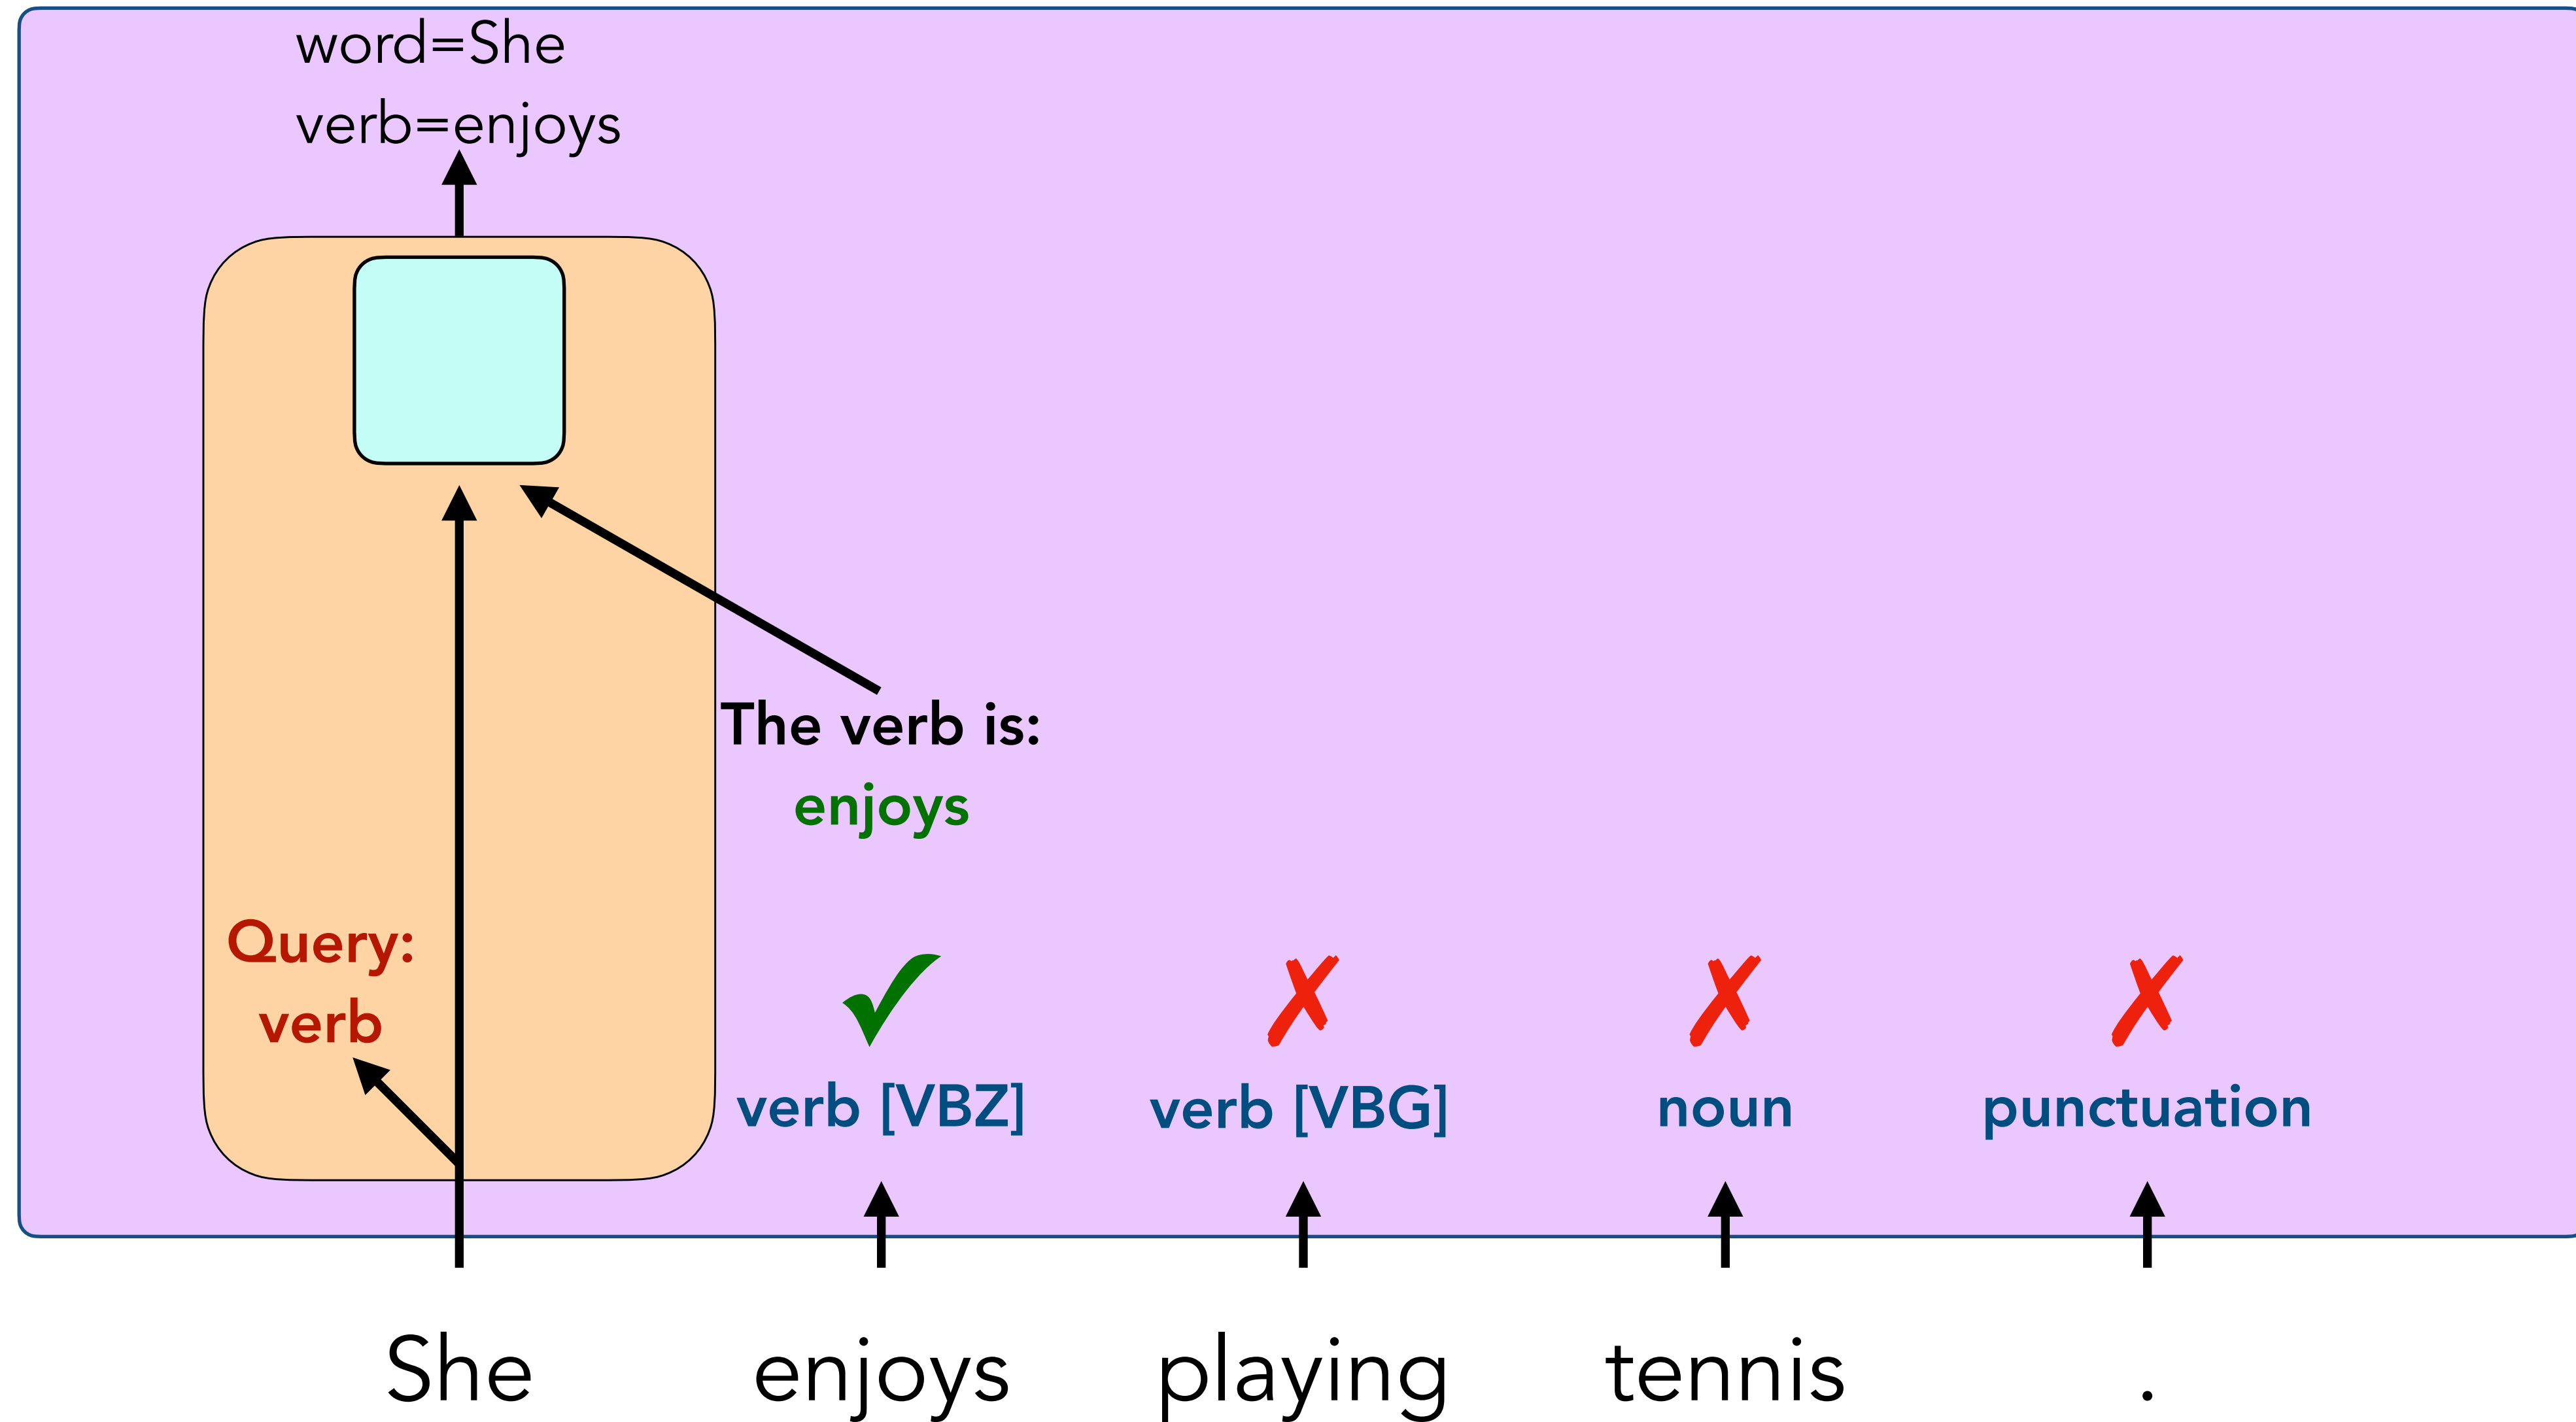 word=She
verb=enjoys
The verb is:
enjoys
Query:
verb
✓ ✗ ✗ ✗
verb [VBZ] verb [VBG] noun punctuation
She enjoys playing tennis .